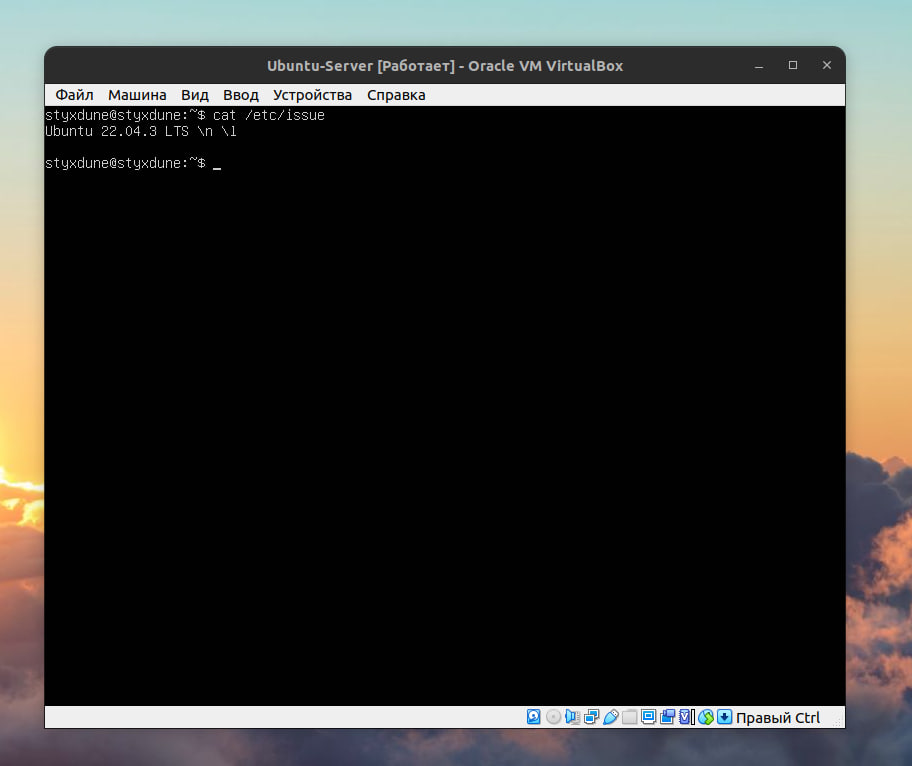 Ubuntu-Server [Работает] - Oracle VM VirtualBox
Файл Машина Вид Ввод Устройства Справка
styxdune@styxdune:~$ cat /etc/issue
Ubuntu 22.04.3 LTS \n \l
styxdune@styxdune:~$ _
Правый Ctrl